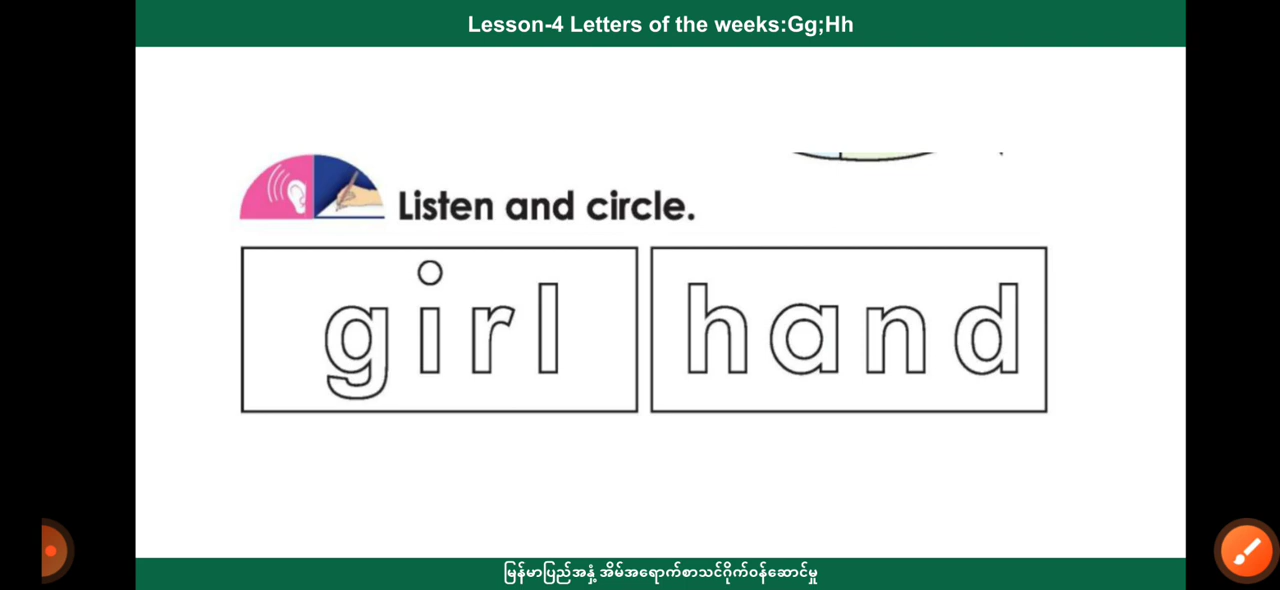 Lesson-4 Letters of the weeks:Gg;Hh
Listen and circle.
girl hand
မြန်မာပြည်အနှံ့ အိမ်အရောက်စာသင်ဂိုက်ဝန်ဆောင်မှု